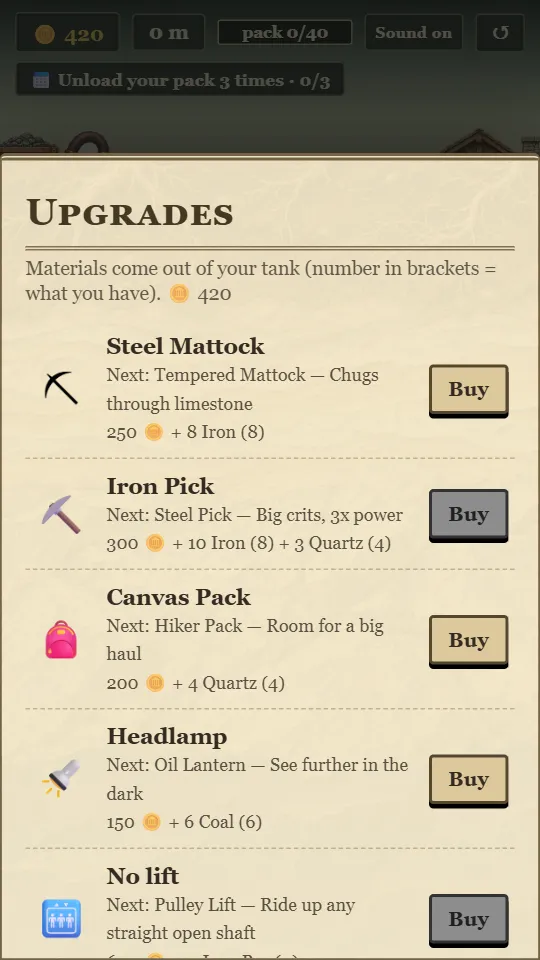 420
0 m
pack 0/40
Sound on
↺
Unload your pack 3 times · 0/3
Upgrades
Materials come out of your tank (number in brackets =
what you have). 420
Steel Mattock
Next: Tempered Mattock — Chugs
through limestone
250 + 8 Iron (8)
Buy
Iron Pick
Next: Steel Pick — Big crits, 3x power
300 + 10 Iron (8) + 3 Quartz (4)
Buy
Canvas Pack
Next: Hiker Pack — Room for a big
haul
200 + 4 Quartz (4)
Buy
Headlamp
Next: Oil Lantern — See further in the
dark
150 + 6 Coal (6)
Buy
No lift
Next: Pulley Lift — Ride up any
straight open shaft
Buy